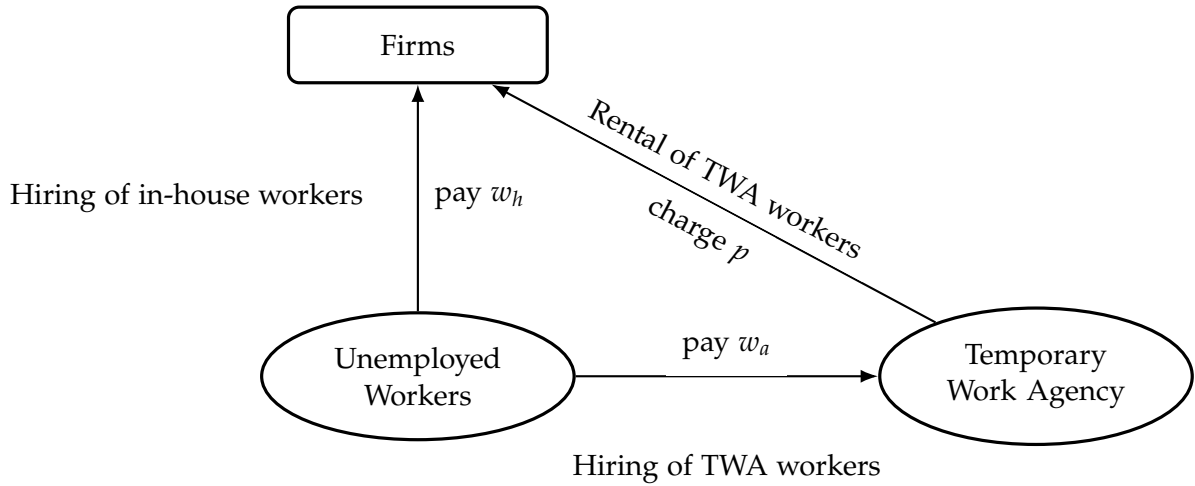 Firms
Rental of TWA workers
charge p
Hiring of in-house workers
pay w_h
Unemployed
Workers
pay w_a
Temporary
Work Agency
Hiring of TWA workers